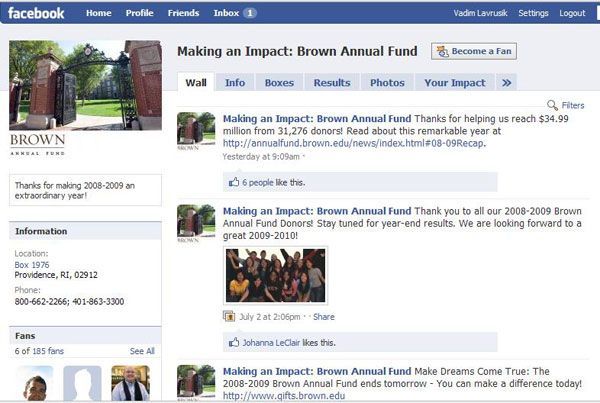 facebook Home Profile Friends Inbox 1 Vadim Lavrusik Settings Logout
Making an Impact: Brown Annual Fund Become a Fan
Wall Info Boxes Results Photos Your Impact »
Filters
BROWN
ANNUAL FUND
Thanks for making 2008-2009 an
extraordinary year!
Information
Location:
Box 1976
Providence, RI, 02912
Phone:
800-662-2266; 401-863-3300
Fans
6 of 185 fans See All
BROWN
Making an Impact: Brown Annual Fund Thanks for helping us reach $34.99
million from 31,276 donors! Read about this remarkable year at
http://annualfund.brown.edu/news/index.html#08-09Recap.
Yesterday at 9:09am ·
6 people like this.
BROWN
Making an Impact: Brown Annual Fund Thank you to all our 2008-2009 Brown
Annual Fund Donors! Stay tuned for year-end results. We are looking forward to a
great 2009-2010!
July 2 at 2:06pm · · Share
Johanna LeClair likes this.
BROWN
Making an Impact: Brown Annual Fund Make Dreams Come True: The
2008-2009 Brown Annual Fund ends tomorrow - You can make a difference today!
http://www.gifts.brown.edu